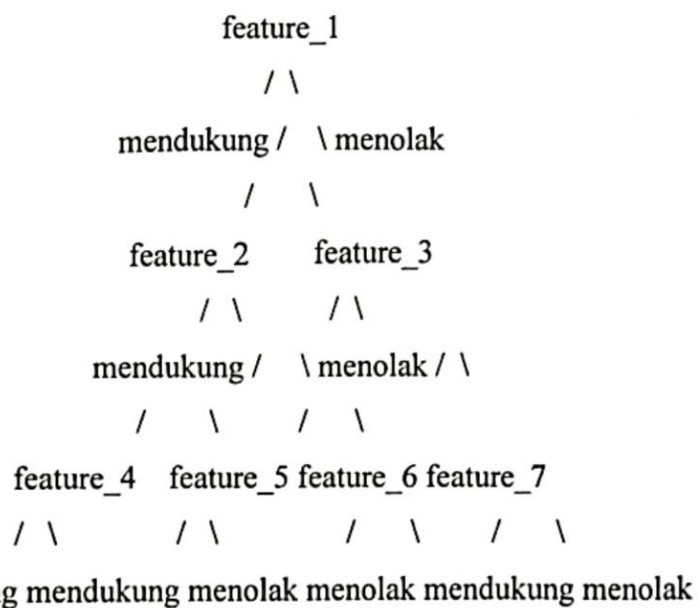 feature_1
/ \
mendukung / \ menolak
/ \
feature_2 feature_3
/ \ / \
mendukung / \ menolak / \
/ \ / \
feature_4 feature_5 feature_6 feature_7
/ \ / \ / \ / \
mendukung menolak menolak mendukung menolak